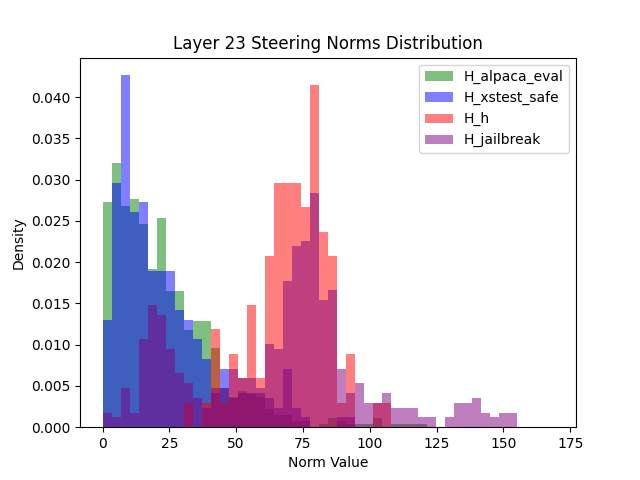 Layer 23 Steering Norms Distribution
H_alpaca_eval
H_xstest_safe
H_h
H_jailbreak
0.040
0.035
0.030
0.025
0.020
0.015
0.010
0.005
0.000
Density
0 25 50 75 100 125 150 175
Norm Value